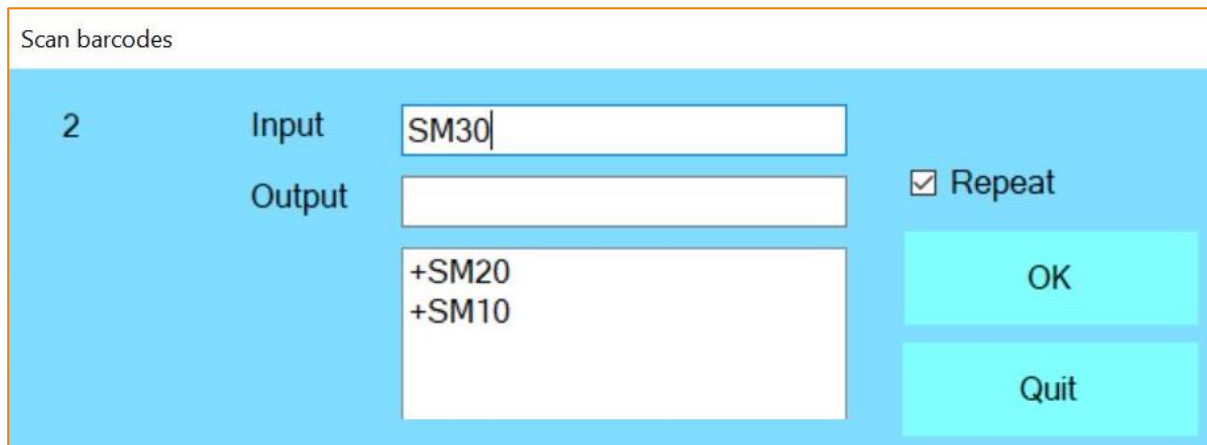 Scan barcodes
2 Input SM30
Output
Repeat
+SM20
+SM10
OK
Quit